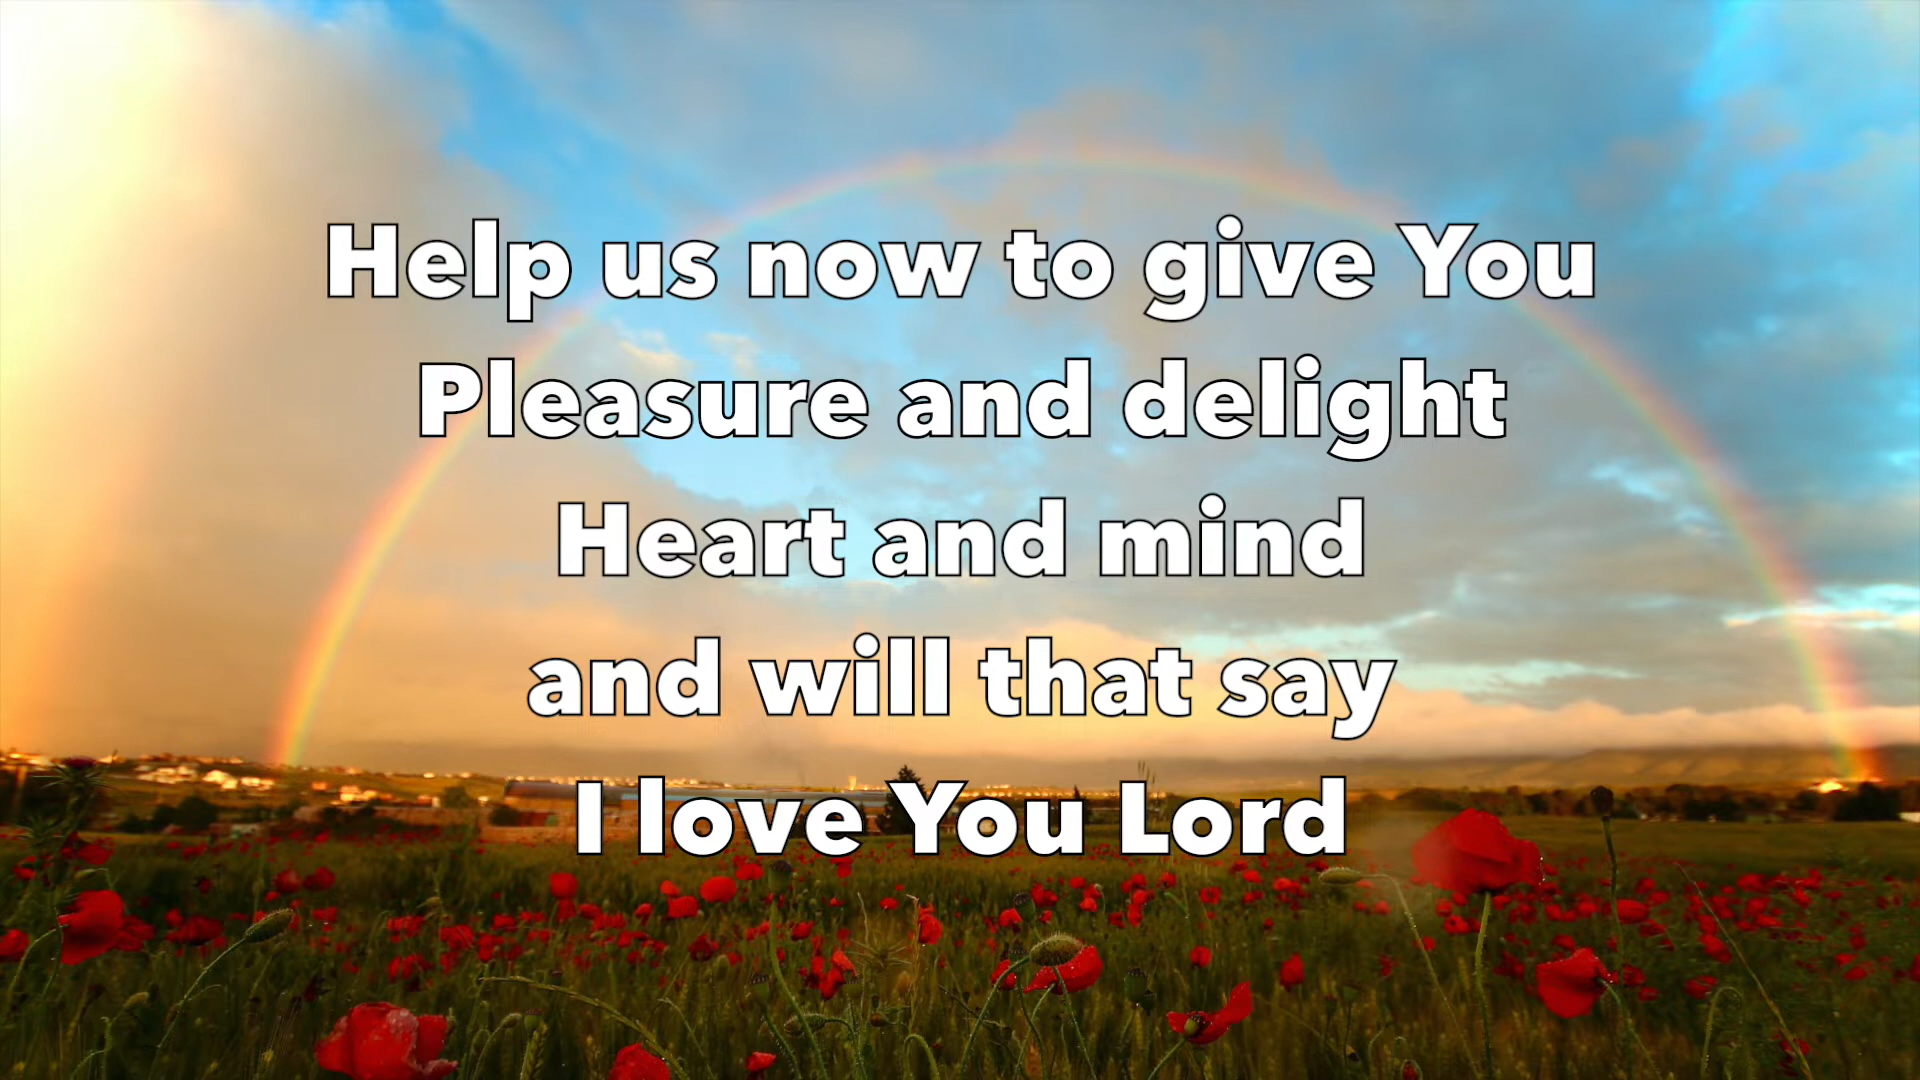 Help us now to give You
Pleasure and delight
Heart and mind
and will that say
I love You Lord